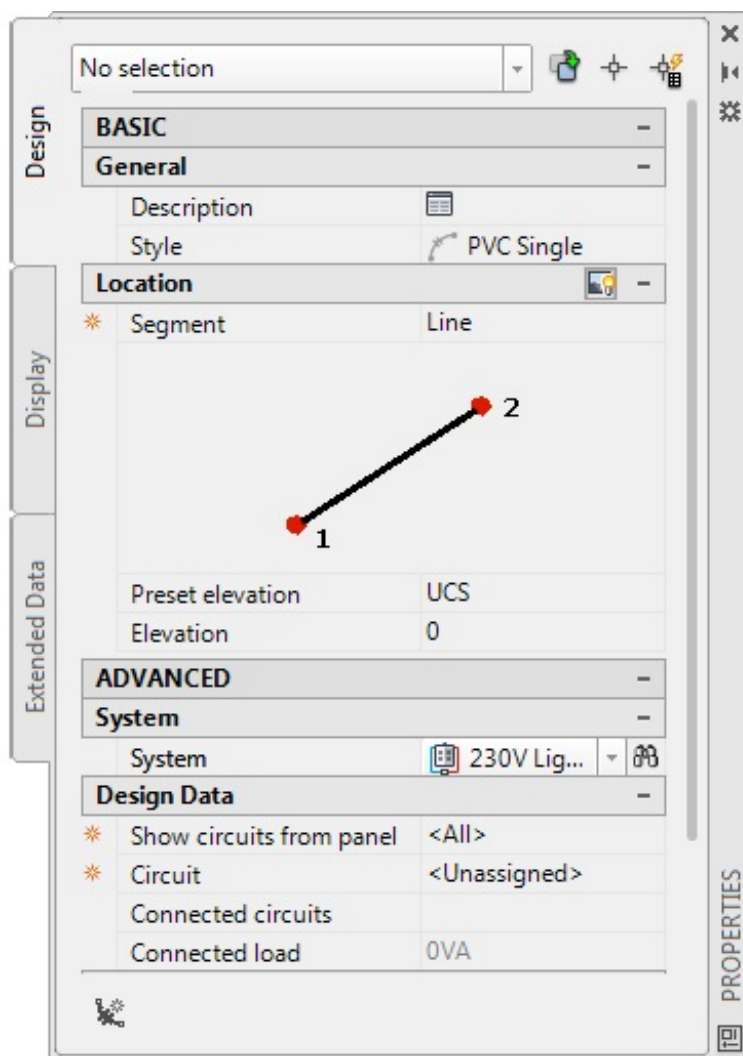 No selection
Design
Display
Extended Data
BASIC
General
Description
Style PVC Single
Location
Segment Line
2
1
Preset elevation UCS
Elevation 0
ADVANCED
System
System 230V Lig...
Design Data
Show circuits from panel <All>
Circuit <Unassigned>
Connected circuits
Connected load 0VA
PROPERTIES